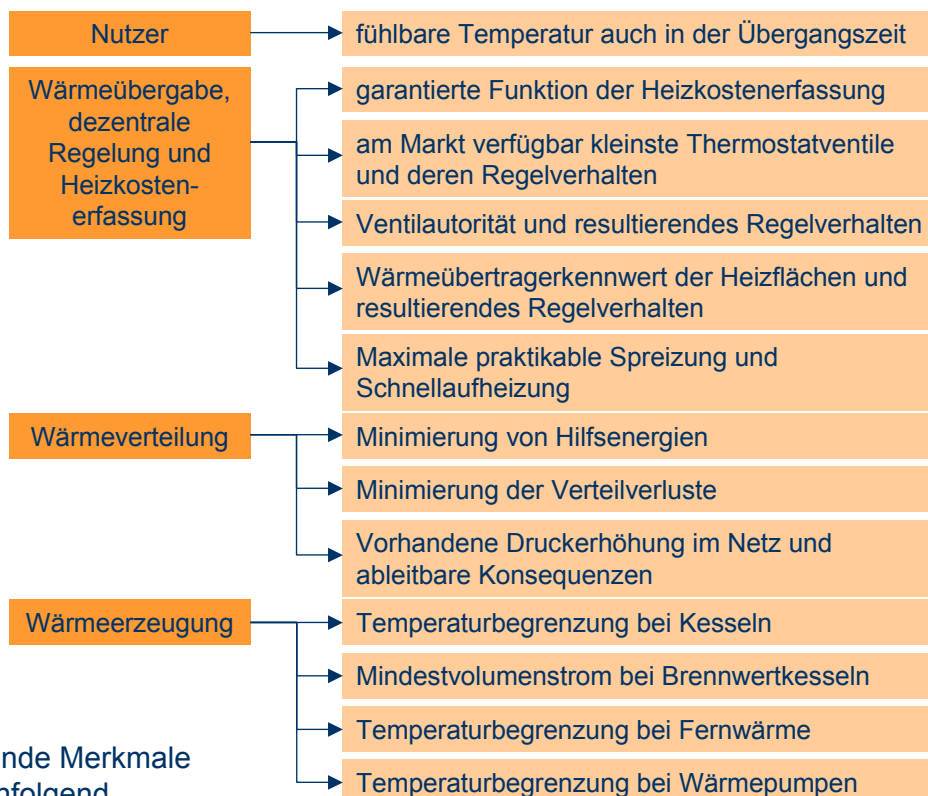 Nutzer
fühlbare Temperatur auch in der Übergangszeit
Wärmeübergabe,
dezentrale
Regelung und
Heizkosten-
erfassung
garantierte Funktion der Heizkostenerfassung
am Markt verfügbar kleinste Thermostatventile
und deren Regelverhalten
Ventilautorität und resultierendes Regelverhalten
Wärmeübertragerkennwert der Heizflächen und
resultierendes Regelverhalten
Maximale praktikable Spreizung und
Schnellaufheizung
Wärmeverteilung
Minimierung von Hilfsenergien
Minimierung der Verteilverluste
Vorhandene Druckerhöhung im Netz und
ableitbare Konsequenzen
Wärmeerzeugung
Temperaturbegrenzung bei Kesseln
Mindestvolumenstrom bei Brennwertkesseln
Temperaturbegrenzung bei Fernwärme
Temperaturbegrenzung bei Wärmepumpen
nde Merkmale